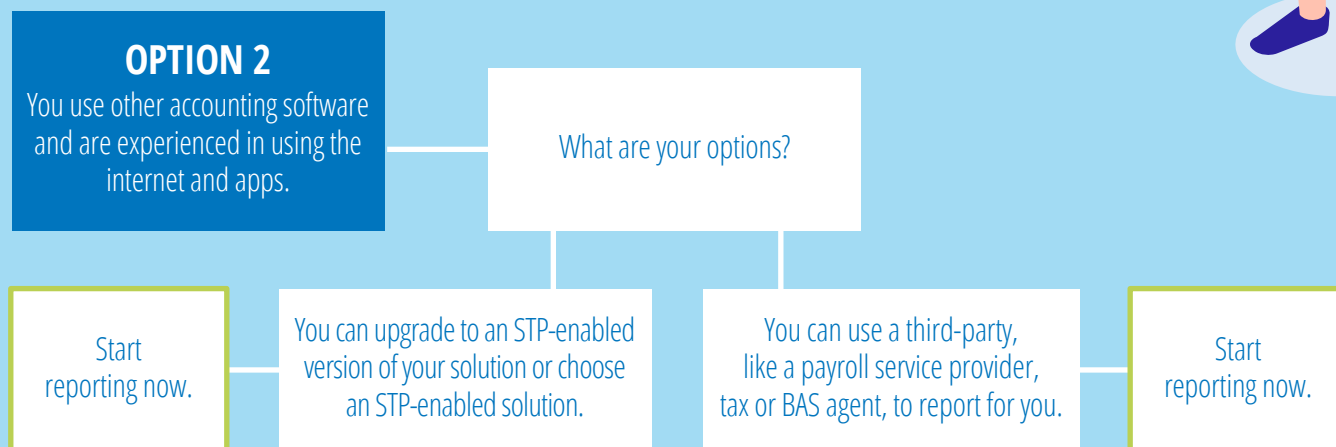 OPTION 2
You use other accounting software
and are experienced in using the
internet and apps.
What are your options?
Start
reporting now.
You can upgrade to an STP-enabled
version of your solution or choose
an STP-enabled solution.
You can use a third-party,
like a payroll service provider,
tax or BAS agent, to report for you.
Start
reporting now.